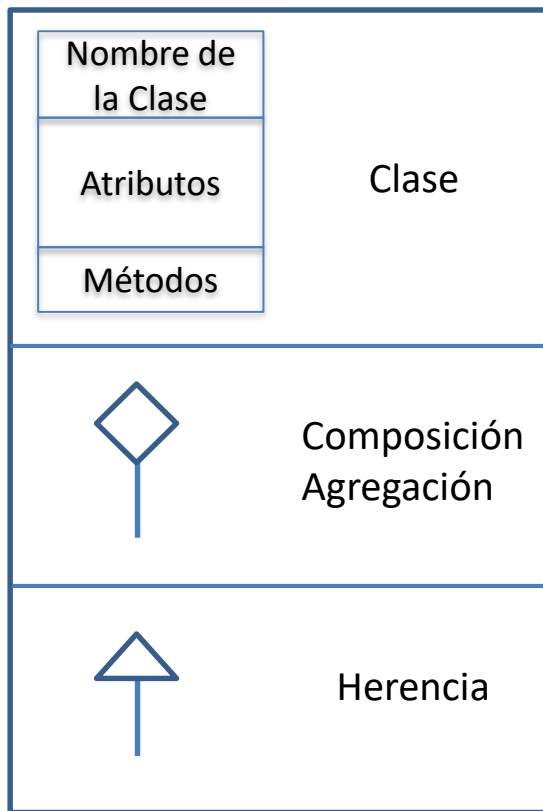 Nombre de
la Clase
Atributos
Métodos
Clase
Composición
Agregación
Herencia